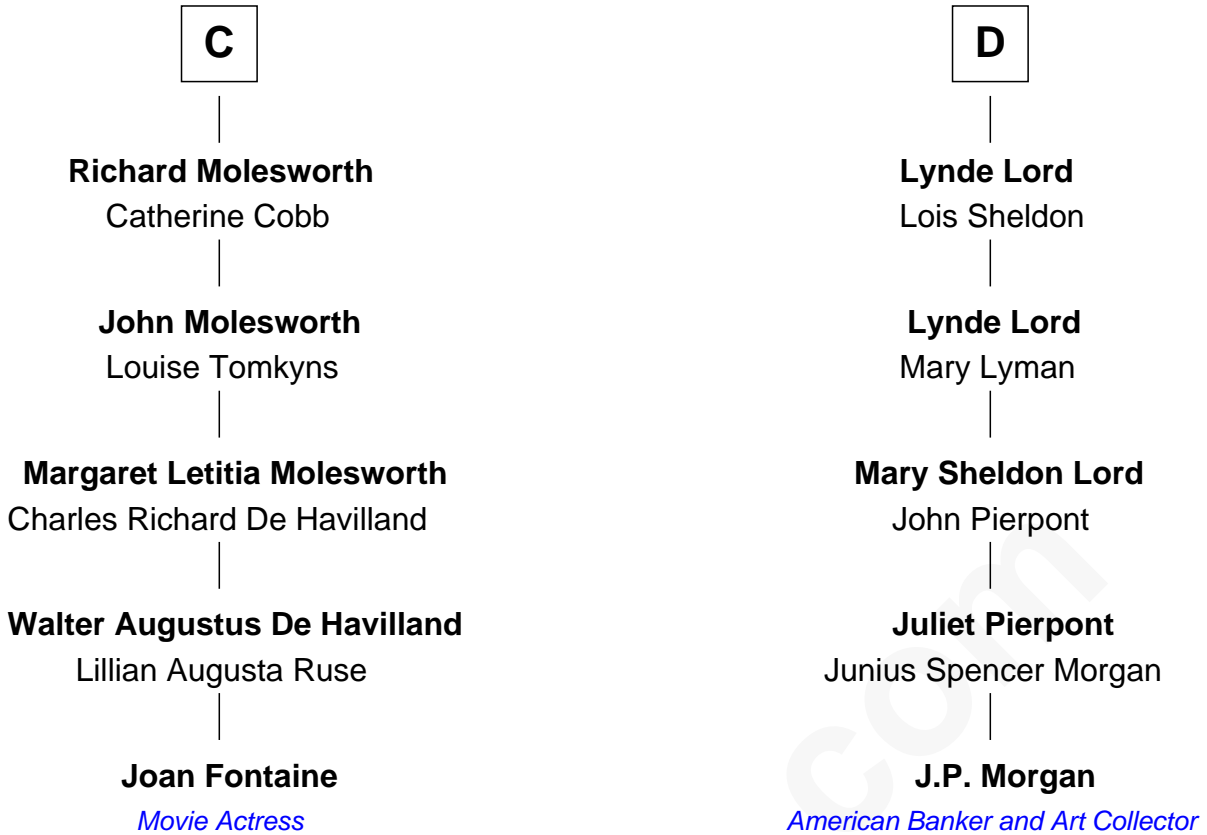 C
Richard Molesworth
Catherine Cobb
John Molesworth
Louise Tomkyns
Margaret Letitia Molesworth
Charles Richard De Havilland
Walter Augustus De Havilland
Lillian Augusta Ruse
Joan Fontaine
Movie Actress
D
Lynde Lord
Lois Sheldon
Lynde Lord
Mary Lyman
Mary Sheldon Lord
John Pierpont
Juliet Pierpont
Junius Spencer Morgan
J.P. Morgan
American Banker and Art Collector
com